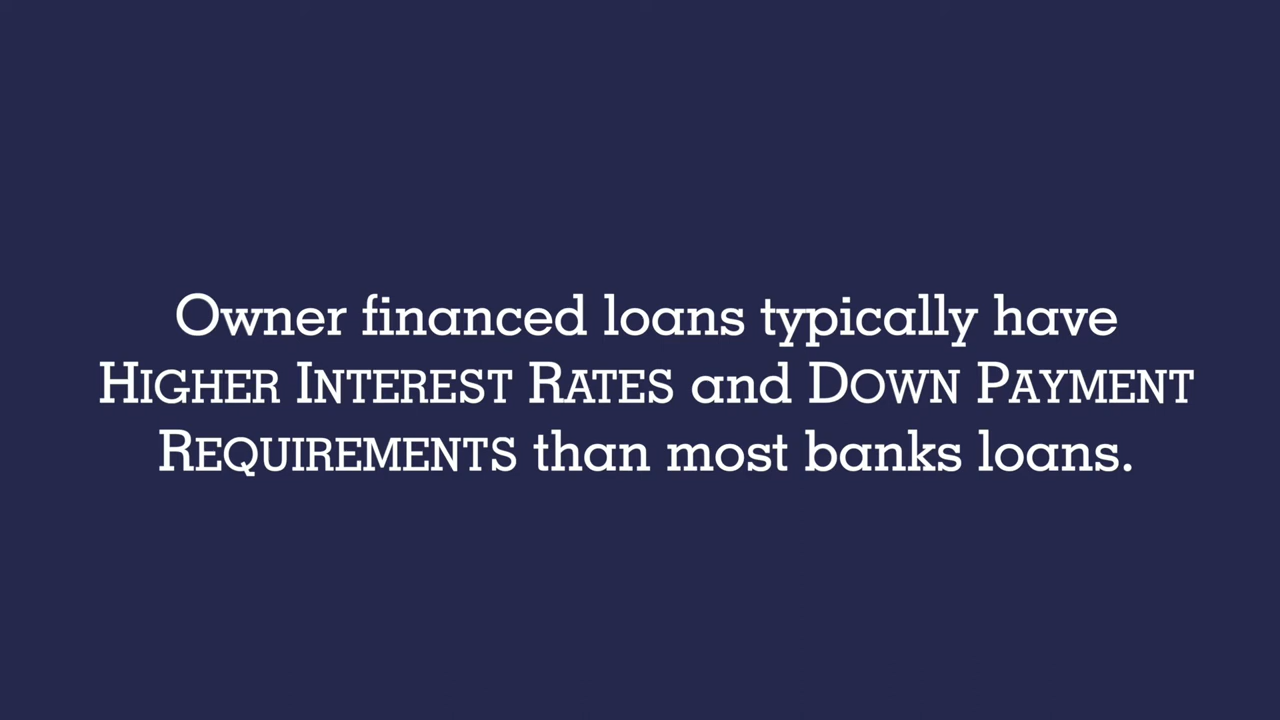 Owner financed loans typically have
HIGHER INTEREST RATES and DOWN PAYMENT
REQUIREMENTS than most banks loans.